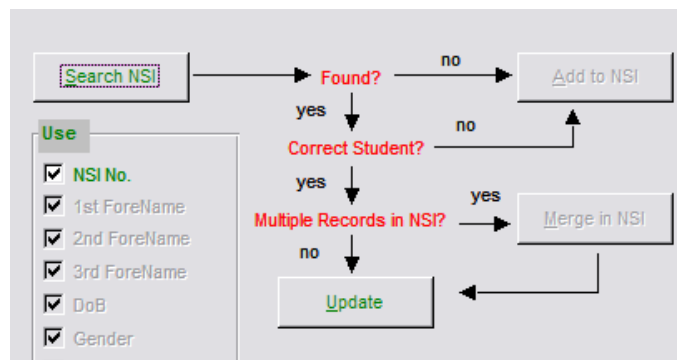 Search NSI
Found?
no
Add to NSI
yes
Use
Correct Student?
no
NSI No.
1st ForeName
2nd ForeName
3rd ForeName
DoB
Gender
yes
Multiple Records in NSI?
yes
Merge in NSI
no
Update